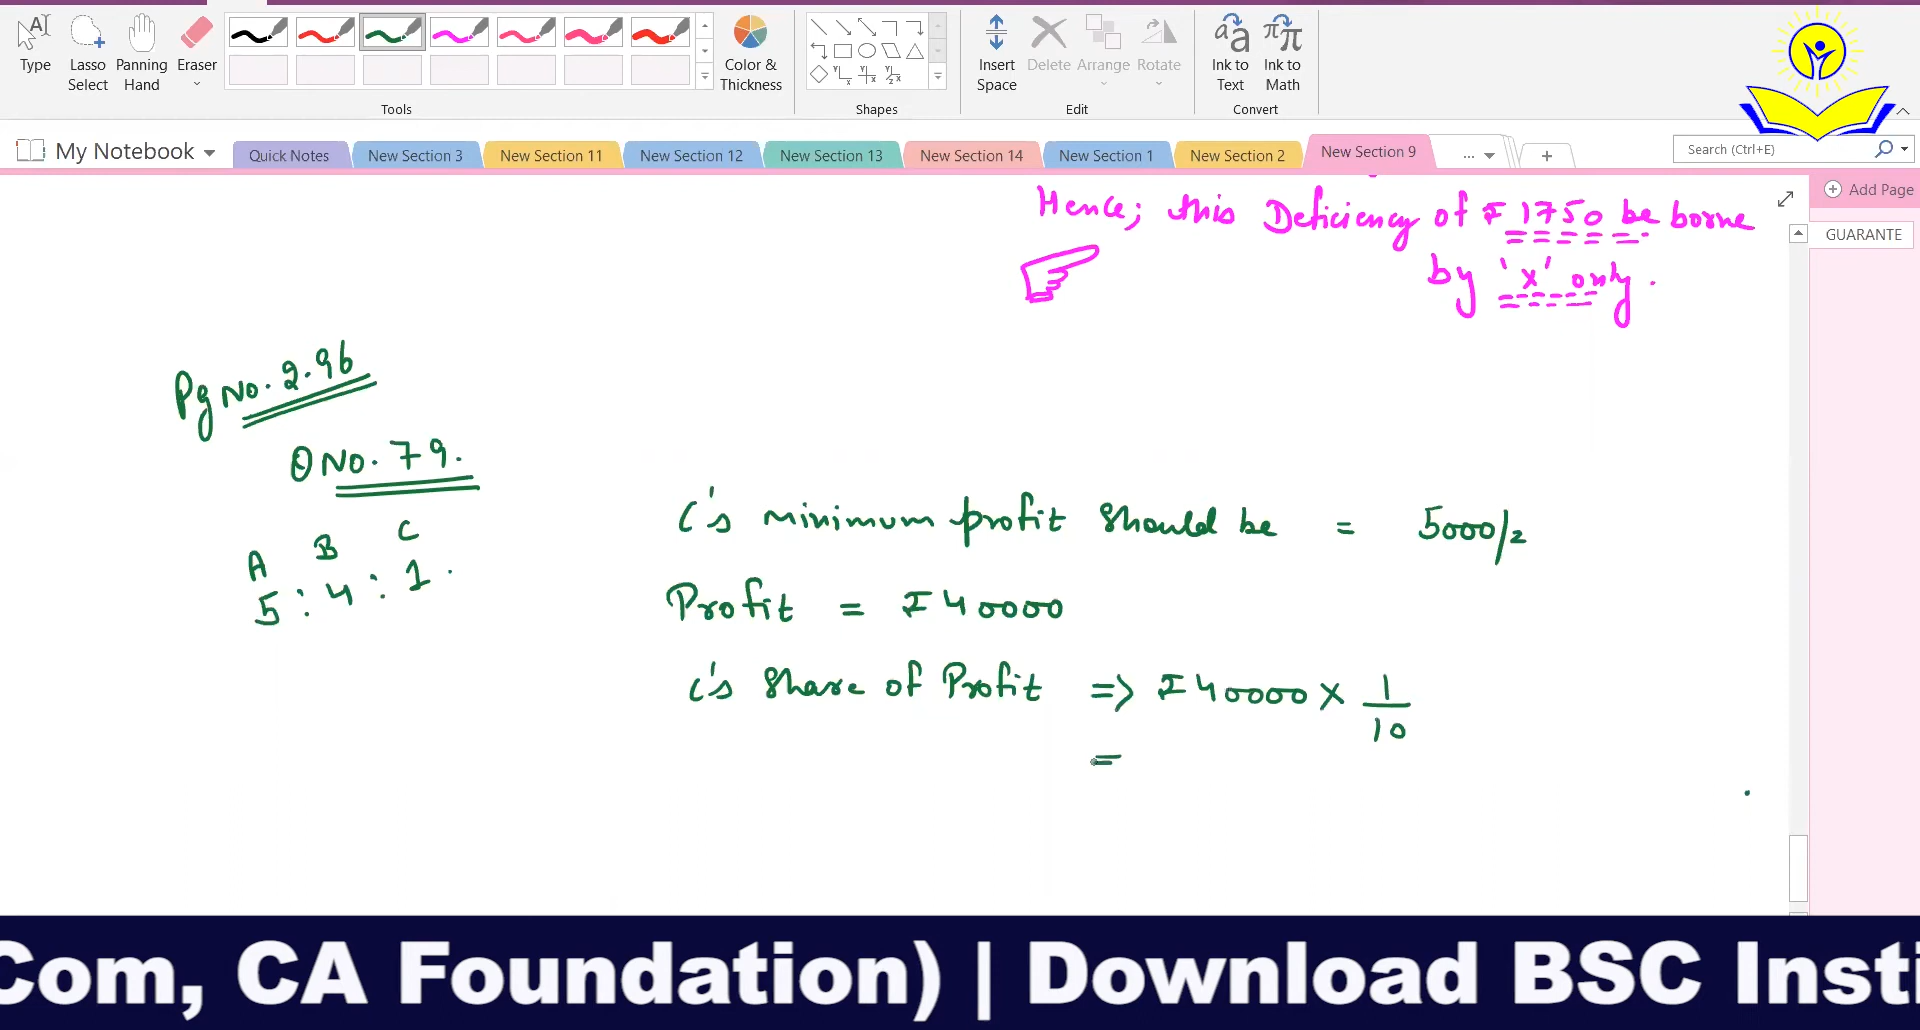 Type
Lasso Select
Panning Hand
Eraser
Color & Thickness
Insert Space
Delete
Arrange
Rotate
Ink to Text
Ink to Math
Tools
Shapes
Edit
Convert
My Notebook
Quick Notes
New Section 3
New Section 11
New Section 12
New Section 13
New Section 14
New Section 1
New Section 2
New Section 9
...
Search (Ctrl+E)
Add Page
GUARANTE
Hence; this Deficiency of ₹1750 be borne
by 'x' only.
Pg No. 2.96
Q No. 79.
A B C
5 : 4 : 1.
C's minimum profit should be = 5000/2
Profit = ₹40000
C's share of Profit => ₹40000 × 1/10
=
Com, CA Foundation) | Download BSC Insti